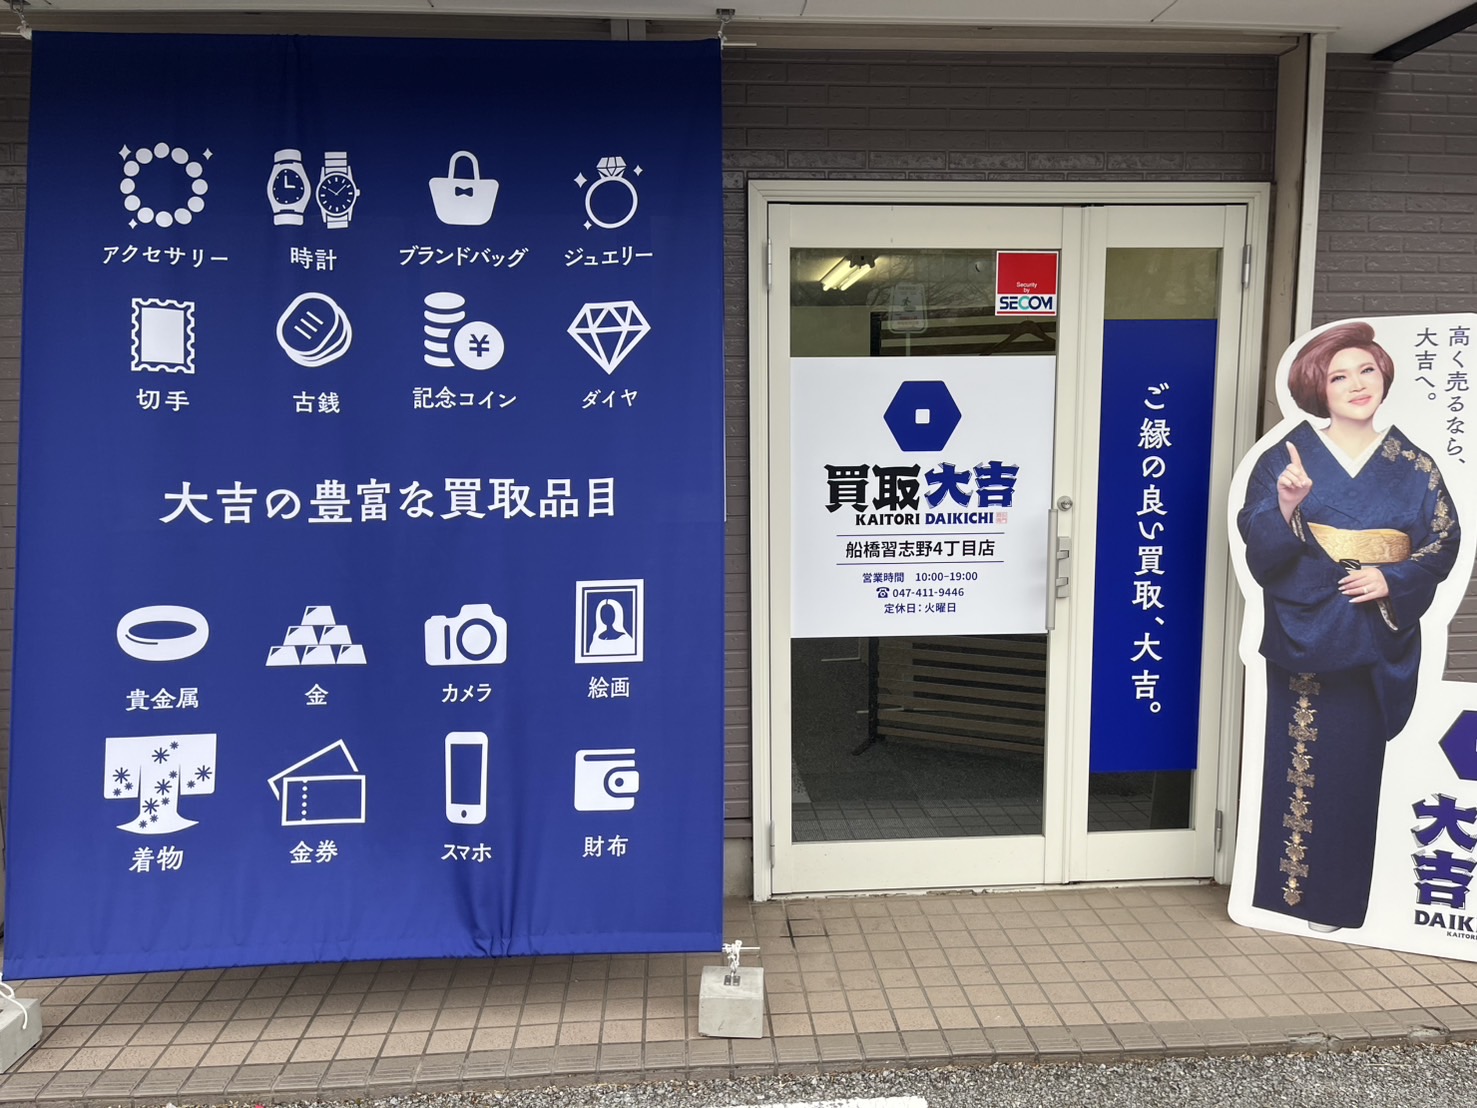 アクセサリー
時計
ブランドバッグ
ジュエリー
切手
古銭
記念コイン
ダイヤ
大吉の豊富な買取品目
貴金属
金
カメラ
絵画
着物
金券
スマホ
財布
Security
by
SECOM
買取大吉
KAITORI DAIKICHI
船橋習志野4丁目店
営業時間 10:00-19:00
☎047-411-9446
定休日:火曜日
ご縁の良い買取、大吉。
高く売るなら、
大吉へ。
大吉
DAIK
KAITORI